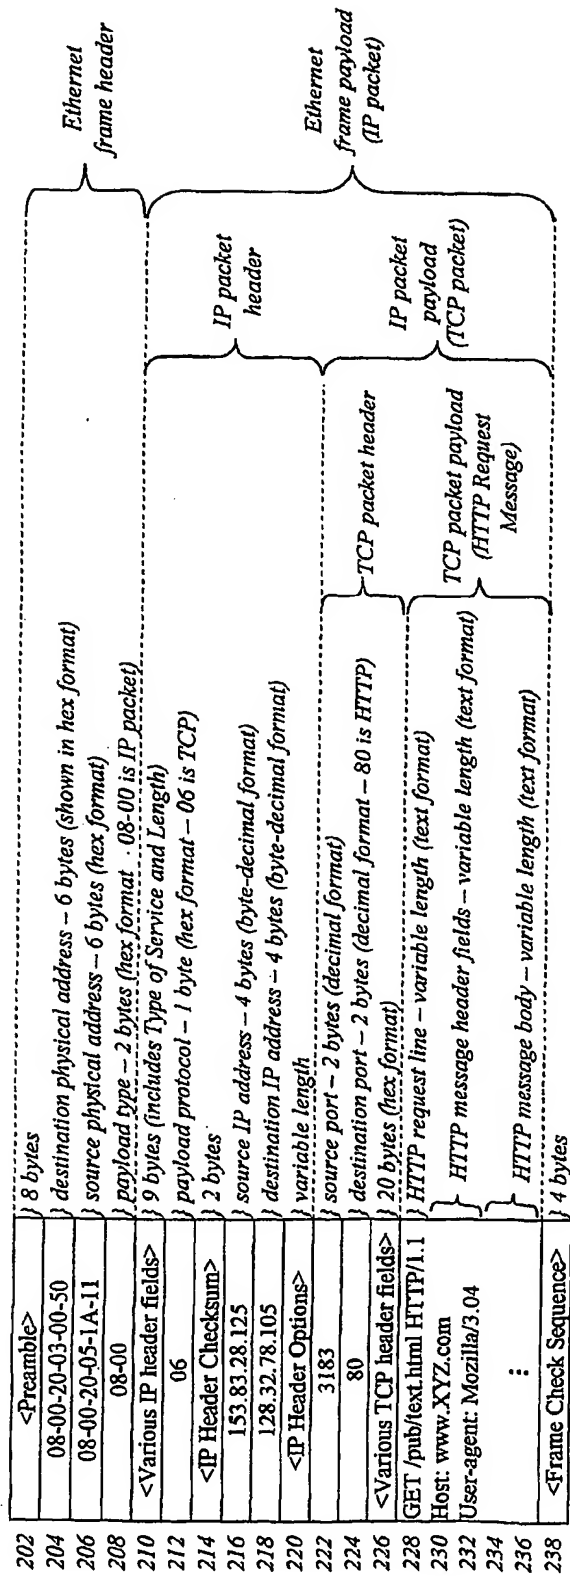 202 <Preamble> } 8 bytes
204 08-00-20-03-00-50 } destination physical address – 6 bytes (shown in hex format)
206 08-00-20-05-1A-11 } source physical address – 6 bytes (hex format)
208 08-00 } payload type – 2 bytes (hex format - 08-00 is IP packet)
Ethernet
frame header
210 <Various IP header fields> } 9 bytes (includes Type of Service and Length)
212 06 } payload protocol – 1 byte (hex format – 06 is TCP)
214 <IP Header Checksum> } 2 bytes
216 153.83.28.125 } source IP address – 4 bytes (byte-decimal format)
218 128.32.78.105 } destination IP address – 4 bytes (byte-decimal format)
220 <IP Header Options> } variable length
IP packet
header
222 3183 } source port – 2 bytes (decimal format)
224 80 } destination port – 2 bytes (decimal format – 80 is HTTP)
226 <Various TCP header fields> } 20 bytes (hex format)
TCP packet header
228 GET /pub/text.html HTTP/1.1 } HTTP request line – variable length (text format)
230 Host: www.XYZ.com
232 User-agent: Mozilla/3.04
HTTP message header fields – variable length (text format)
234
236 :
HTTP message body – variable length (text format)
TCP packet payload
(HTTP Request
Message)
IP packet
payload
(TCP packet)
Ethernet
frame payload
(IP packet)
238 <Frame Check Sequence> } 4 bytes